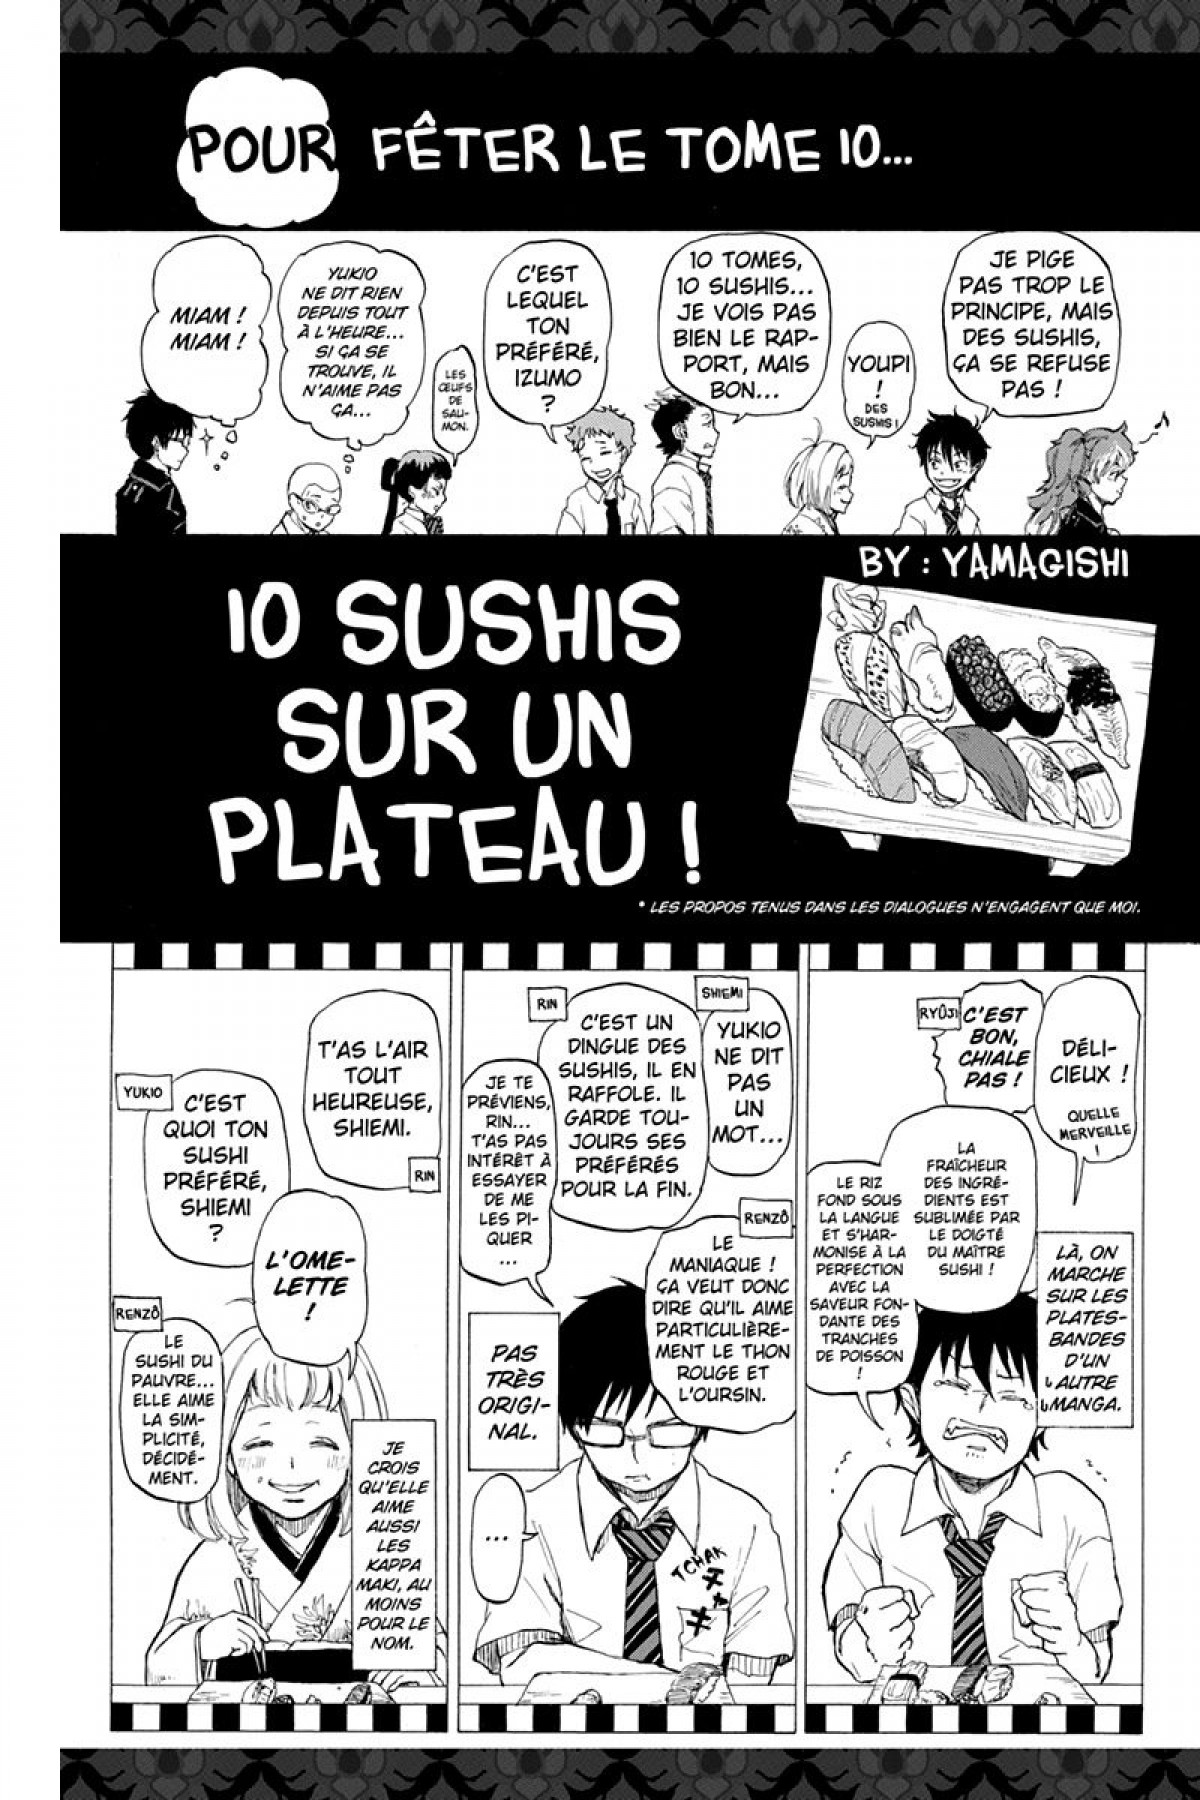 POUR FÊTER LE TOME 10...
JE PIGE
PAS TROP LE
PRINCIPE, MAIS
DES SUSHIS,
ÇA SE REFUSE
PAS !
YOUPI
!
DES
SUSHIS !
10 TOMES,
10 SUSHIS...
JE VOIS PAS
BIEN LE RAP-
PORT, MAIS
BON...
C'EST
LEQUEL
TON
PRÉFÉRÉ,
IZUMO
?
LES
ŒUFS
DE
SAU-
MON.
YUKIO
NE DIT RIEN
DEPUIS TOUT
À L'HEURE...
SI ÇA SE
TROUVE, IL
N'AIME PAS
ÇA...
MIAM !
MIAM !
BY : YAMAGISHI
10 SUSHIS
SUR UN
PLATEAU !
* LES PROPOS TENUS DANS LES DIALOGUES N'ENGAGENT QUE MOI.
DÉLI-
CIEUX !
QUELLE
MERVEILLE
!
RYÛJI
C'EST
BON,
CHIALE
PAS !
LA
FRAÎCHEUR
DES INGRÉ-
DIENTS EST
SUBLIMÉE PAR
LE DOIGTÉ
DU MAÎTRE
SUSHI !
LE RIZ
FOND SOUS
LA LANGUE
ET S'HAR-
MONISE À LA
PERFECTION
AVEC LA
SAVEUR FON-
DANTE DES
TRANCHES
DE POISSON
!
LÀ, ON
MARCHE
SUR LES
PLATES-
BANDES
D'UN
AUTRE
MANGA.
SHIEMI
YUKIO
NE DIT
PAS
UN
MOT...
RIN
C'EST UN
DINGUE DES
SUSHIS, IL EN
RAFFOLE. IL
GARDE TOU-
JOURS SES
PRÉFÉRÉS
POUR LA FIN.
JE TE
PRÉVIENS,
RIN...
T'AS PAS
INTÉRÊT À
ESSAYER
DE ME
LES PI-
QUER
...
RENZÔ
LE
MANIAQUE !
ÇA VEUT DONC
DIRE QU'IL AIME
PARTICULIÈRE-
MENT LE THON
ROUGE ET
L'OURSIN.
PAS
TRÈS
ORIGI-
NAL.
...
TCHAK
T'AS L'AIR
TOUT
HEUREUSE,
SHIEMI.
RIN
YUKIO
C'EST
QUOI TON
SUSHI
PRÉFÉRÉ,
SHIEMI
?
L'OME-
LETTE
!
RENZÔ
LE
SUSHI DU
PAUVRE...
ELLE AIME
LA SIM-
PLICITÉ,
DÉCIDÉ-
MENT.
JE
CROIS
QU'ELLE
AIME
AUSSI
LES
KAPPA
MAKI, AU
MOINS
POUR LE
NOM.